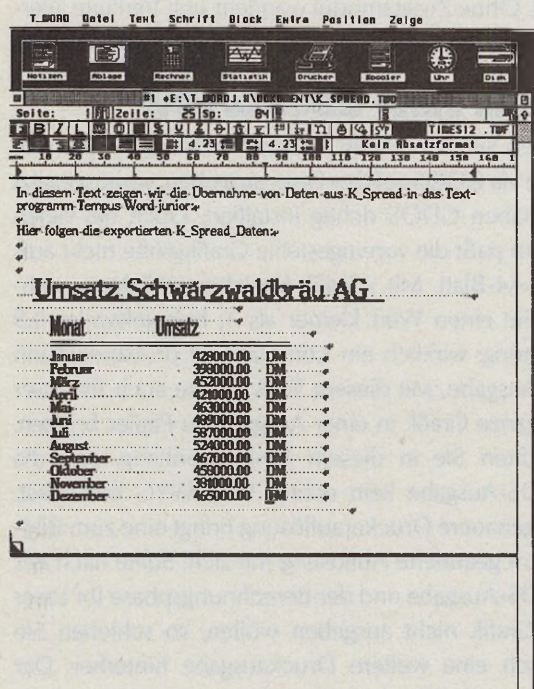 T_WORD Datei Text Schrift Block Extra Position Zeige
Notizen Ablage Rechner Statistik Drucker Spooler Uhr Disk
#1 ◆E:\T_WORDJ.8\DOKUMENT\K_SPREAD.TWD
Seite: 1 Zeile: 25 Sp: 84
F B I L TIMES12 .TWF
4.23 4.23 Kein Absatzformat
10 20 30 40 50 60 70 80 90 100 110 120 130 140 150 160 1
In diesem Text zeigen wir die Übernahme von Daten aus K_Spread in das Text-
programm Tempus Word junior:
Hier folgen die exportierten K_Spread_Daten:
Umsatz Schwärzwaldbräu AG
Monat Umsatz
Januar 428000.00 DM
Februar 398000.00 DM
März 452000.00 DM
April 421000.00 DM
Mai 463000.00 DM
Juni 489000.00 DM
Juli 587000.00 DM
August 524000.00 DM
September 467000.00 DM
Oktober 458000.00 DM
November 381000.00 DM
Dezember 465000.00 DM